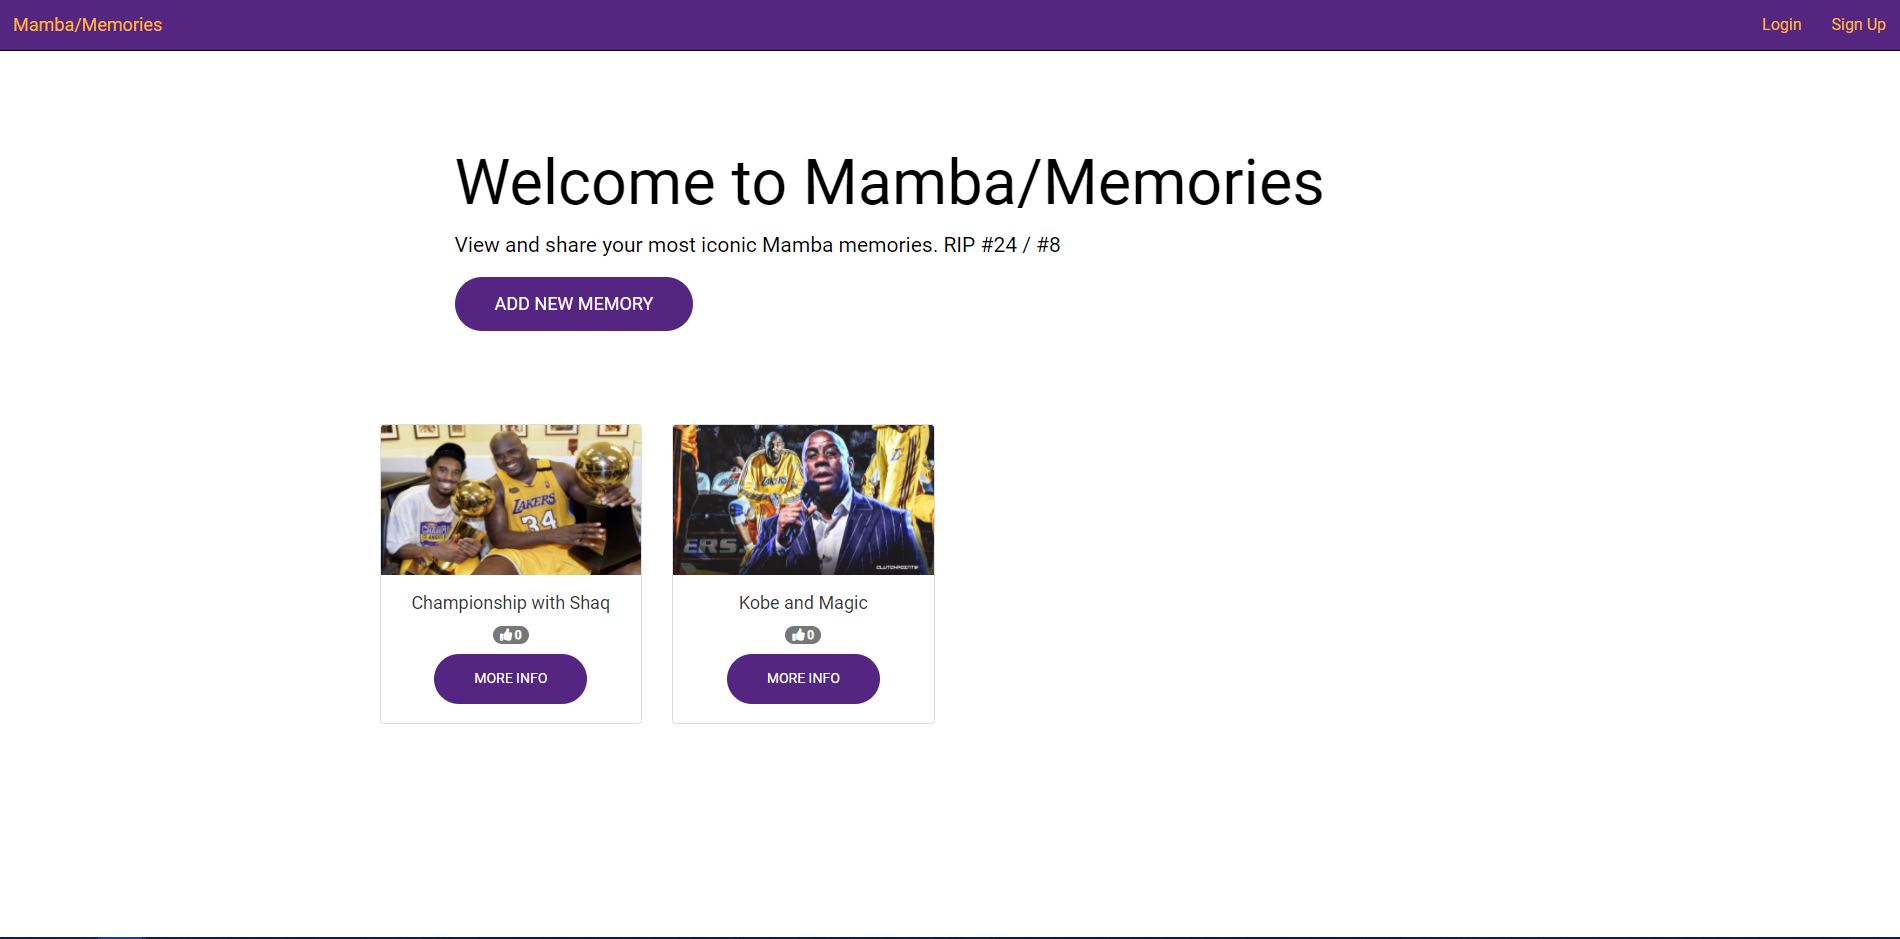 Mamba/Memories
Login
Sign Up
Welcome to Mamba/Memories
View and share your most iconic Mamba memories. RIP #24 / #8
ADD NEW MEMORY
LAKERS
34
LAKERS
ERS.
CLUTCHPOINTS
Championship with Shaq
Kobe and Magic
0
0
MORE INFO
MORE INFO